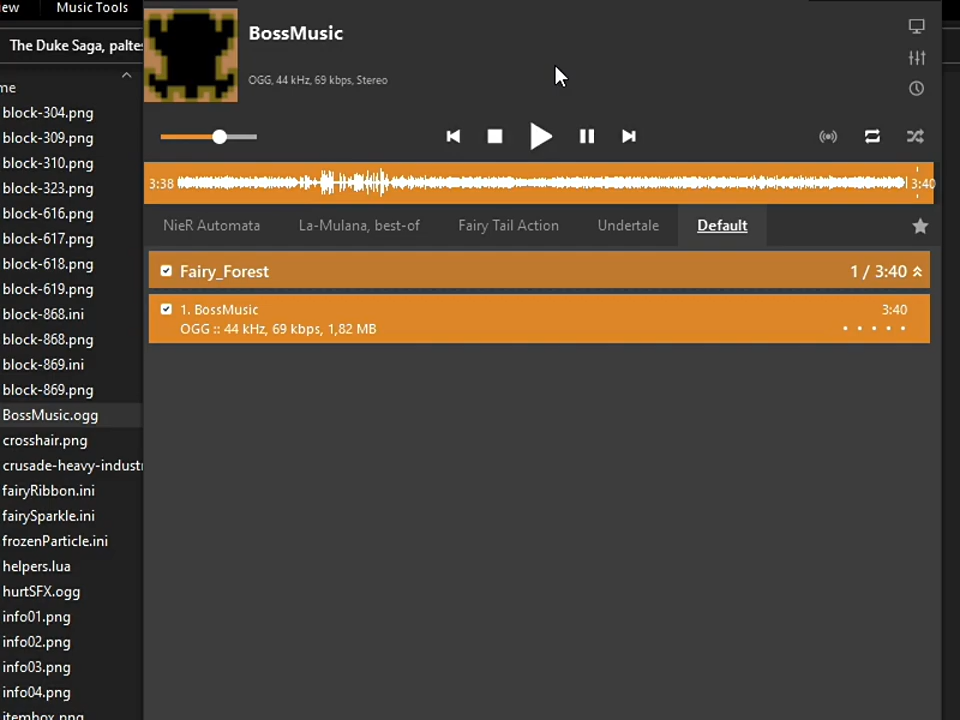 ew
Music Tools
The Duke Saga, paltes
me
block-304.png
block-309.png
block-310.png
block-323.png
block-616.png
block-617.png
block-618.png
block-619.png
block-868.ini
block-868.png
block-869.ini
block-869.png
BossMusic.ogg
crosshair.png
crusade-heavy-industr
fairyRibbon.ini
fairySparkle.ini
frozenParticle.ini
helpers.lua
hurtSFX.ogg
info01.png
info02.png
info03.png
info04.png
itembox.png
BossMusic
OGG, 44 kHz, 69 kbps, Stereo
3:38
3:40
NieR Automata
La-Mulana, best-of
Fairy Tail Action
Undertale
Default
Fairy_Forest
1 / 3:40
1. BossMusic
3:40
OGG :: 44 kHz, 69 kbps, 1,82 MB